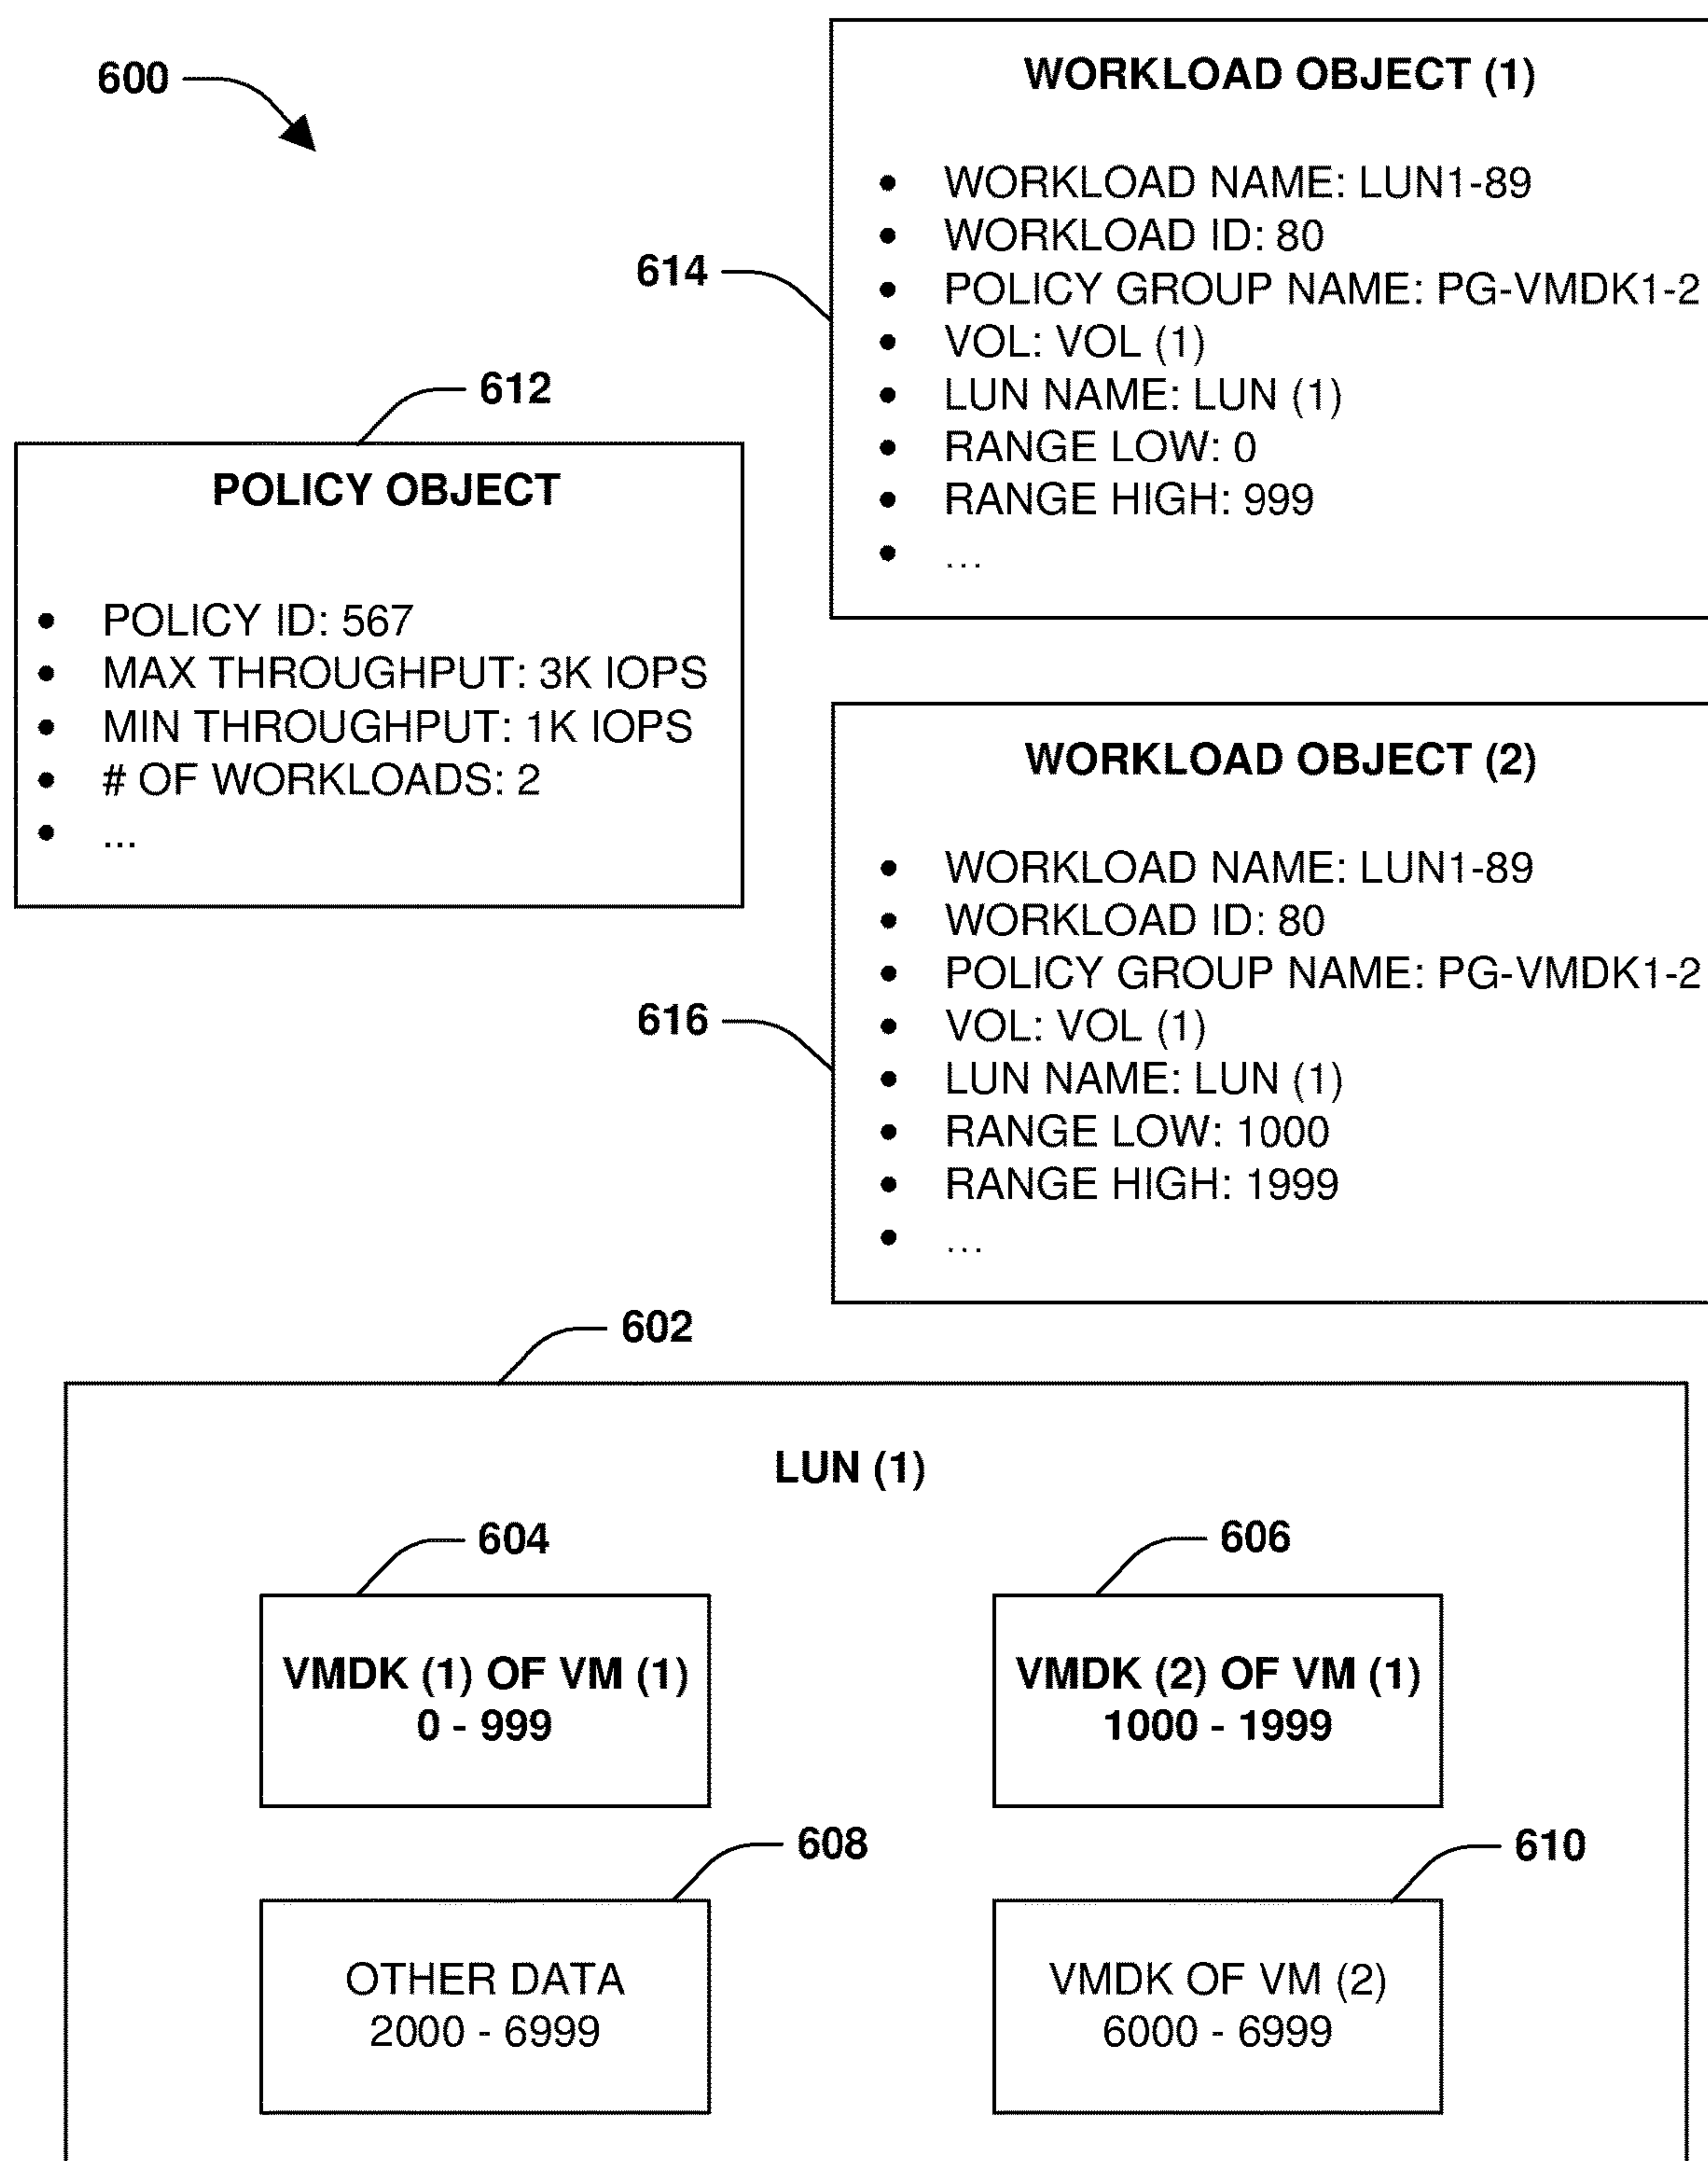 600
WORKLOAD OBJECT (1)
• WORKLOAD NAME: LUN1-89
• WORKLOAD ID: 80
• POLICY GROUP NAME: PG-VMDK1-2
• VOL: VOL (1)
• LUN NAME: LUN (1)
• RANGE LOW: 0
• RANGE HIGH: 999
• ...
614
612
POLICY OBJECT
• POLICY ID: 567
• MAX THROUGHPUT: 3K IOPS
• MIN THROUGHPUT: 1K IOPS
• # OF WORKLOADS: 2
• ...
WORKLOAD OBJECT (2)
• WORKLOAD NAME: LUN1-89
• WORKLOAD ID: 80
• POLICY GROUP NAME: PG-VMDK1-2
• VOL: VOL (1)
• LUN NAME: LUN (1)
• RANGE LOW: 1000
• RANGE HIGH: 1999
• ...
616
602
LUN (1)
604
606
VMDK (1) OF VM (1)
0 - 999
VMDK (2) OF VM (1)
1000 - 1999
608
610
OTHER DATA
2000 - 6999
VMDK OF VM (2)
6000 - 6999